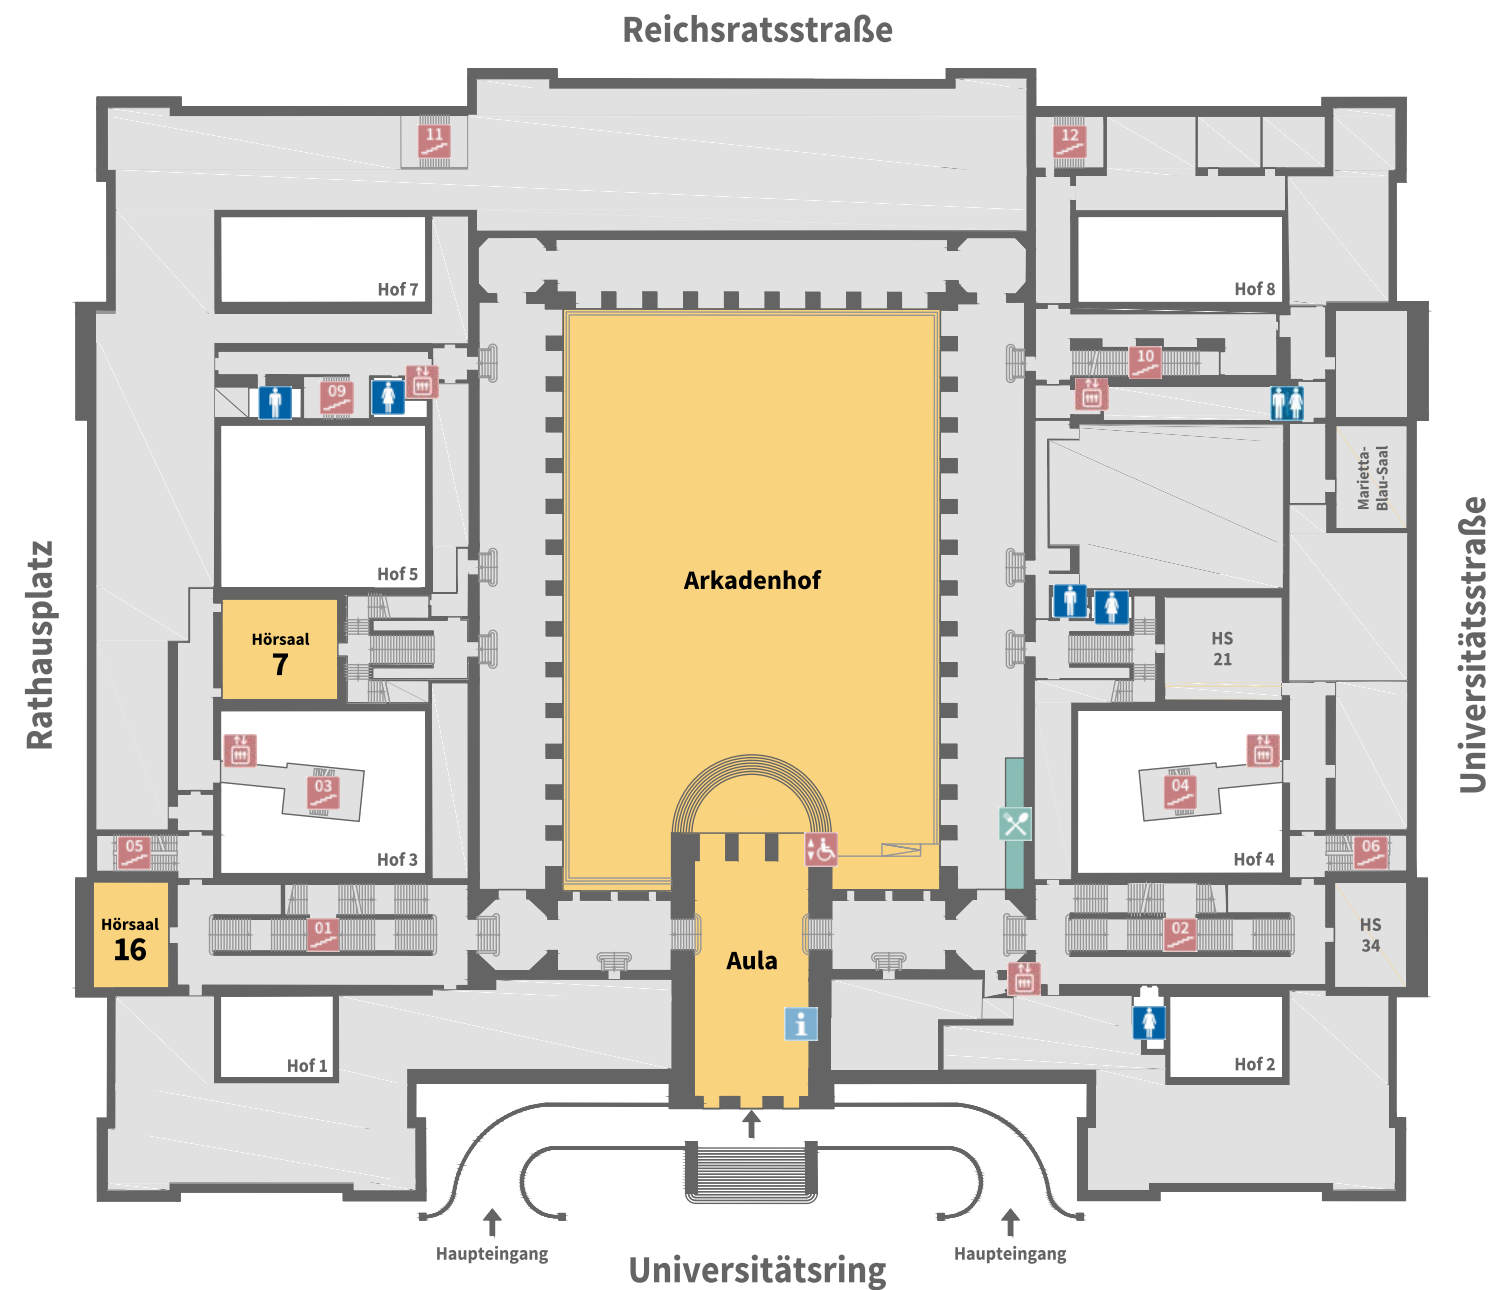 Reichsratsstraße
11
12
Hof 7
Hof 8
10
09
Marietta-
Blau-Saal
Rathausplatz
Universitätsstraße
Hof 5
Arkadenhof
Hörsaal
7
HS
21
03
04
05
Hof 3
Hof 4
06
Hörsaal
16
01
Aula
02
HS
34
i
Hof 1
Hof 2
Haupteingang
Haupteingang
Universitätsring